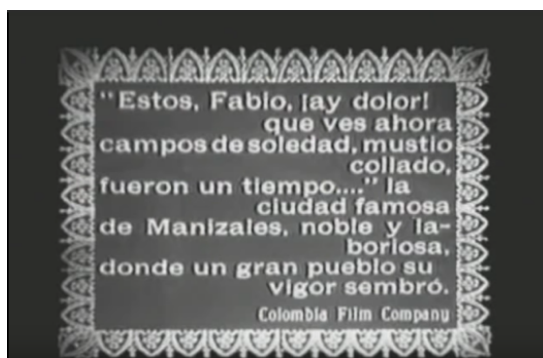 "Estos, Fabio, ¡ay dolor!
que ves ahora
campos de soledad, mustio
collado,
fueron un tiempo...." la
ciudad famosa
de Manizales, noble y la-
boriosa,
donde un gran pueblo su
vigor sembró.
Colombia Film Company